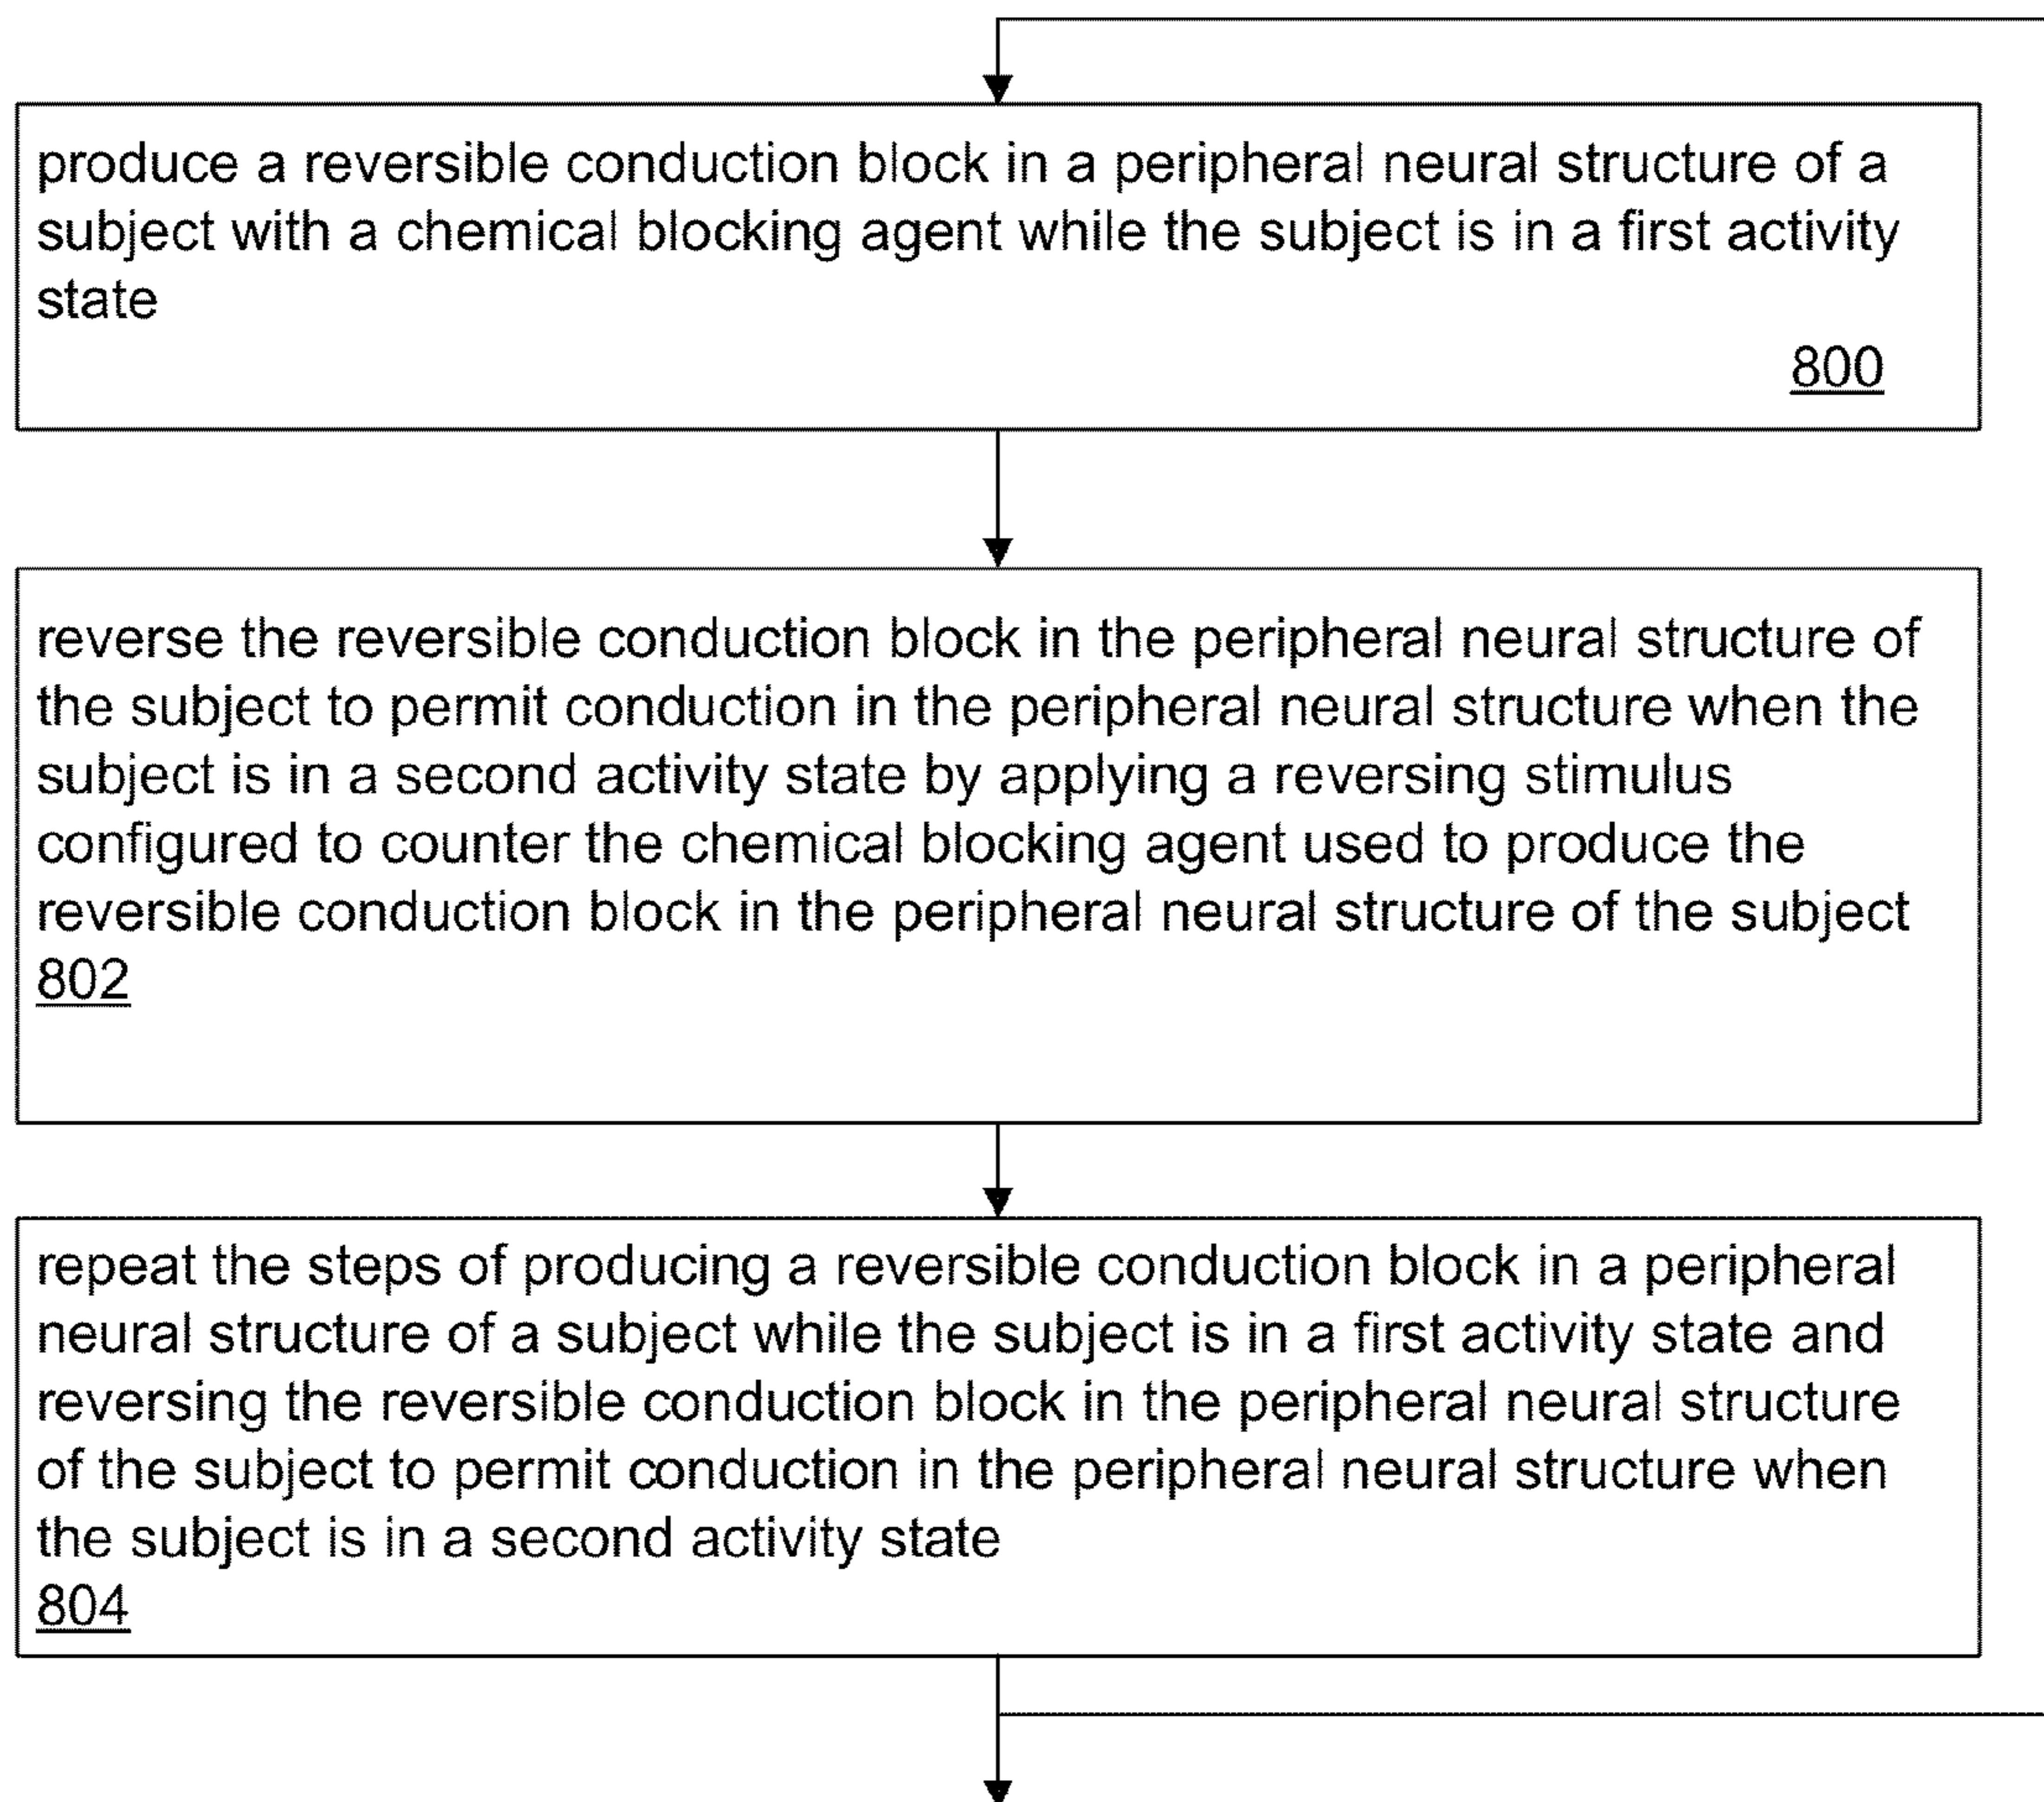 produce a reversible conduction block in a peripheral neural structure of a
subject with a chemical blocking agent while the subject is in a first activity
state
800
reverse the reversible conduction block in the peripheral neural structure of
the subject to permit conduction in the peripheral neural structure when the
subject is in a second activity state by applying a reversing stimulus
configured to counter the chemical blocking agent used to produce the
reversible conduction block in the peripheral neural structure of the subject
802
repeat the steps of producing a reversible conduction block in a peripheral
neural structure of a subject while the subject is in a first activity state and
reversing the reversible conduction block in the peripheral neural structure
of the subject to permit conduction in the peripheral neural structure when
the subject is in a second activity state
804